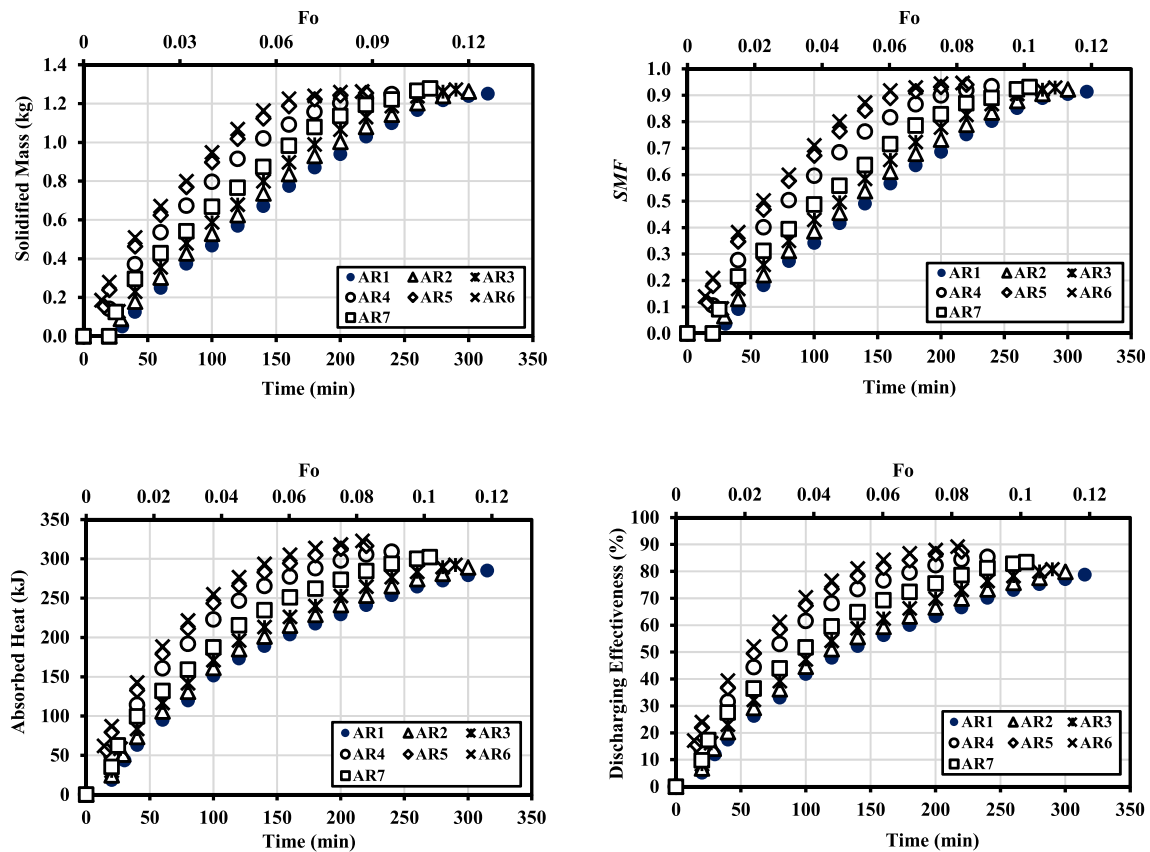 Fo
0 0.03 0.06 0.09 0.12
1.4
1.2
1.0
0.8
0.6
0.4
0.2
0.0
Solidified Mass (kg)
AR1 AR2 AR3
AR4 AR5 AR6
AR7
0 50 100 150 200 250 300 350
Time (min)
Fo
0 0.02 0.04 0.06 0.08 0.1 0.12
1.0
0.9
0.8
0.7
0.6
0.5
0.4
0.3
0.2
0.1
0.0
SMF
AR1 AR2 AR3
AR4 AR5 AR6
AR7
0 50 100 150 200 250 300 350
Time (min)
Fo
0 0.02 0.04 0.06 0.08 0.1 0.12
350
300
250
200
150
100
50
0
Absorbed Heat (kJ)
AR1 AR2 AR3
AR4 AR5 AR6
AR7
0 50 100 150 200 250 300 350
Time (min)
Fo
0 0.02 0.04 0.06 0.08 0.1 0.12
100
90
80
70
60
50
40
30
20
10
0
Discharging Effectiveness (%)
AR1 AR2 AR3
AR4 AR5 AR6
AR7
0 50 100 150 200 250 300 350
Time (min)